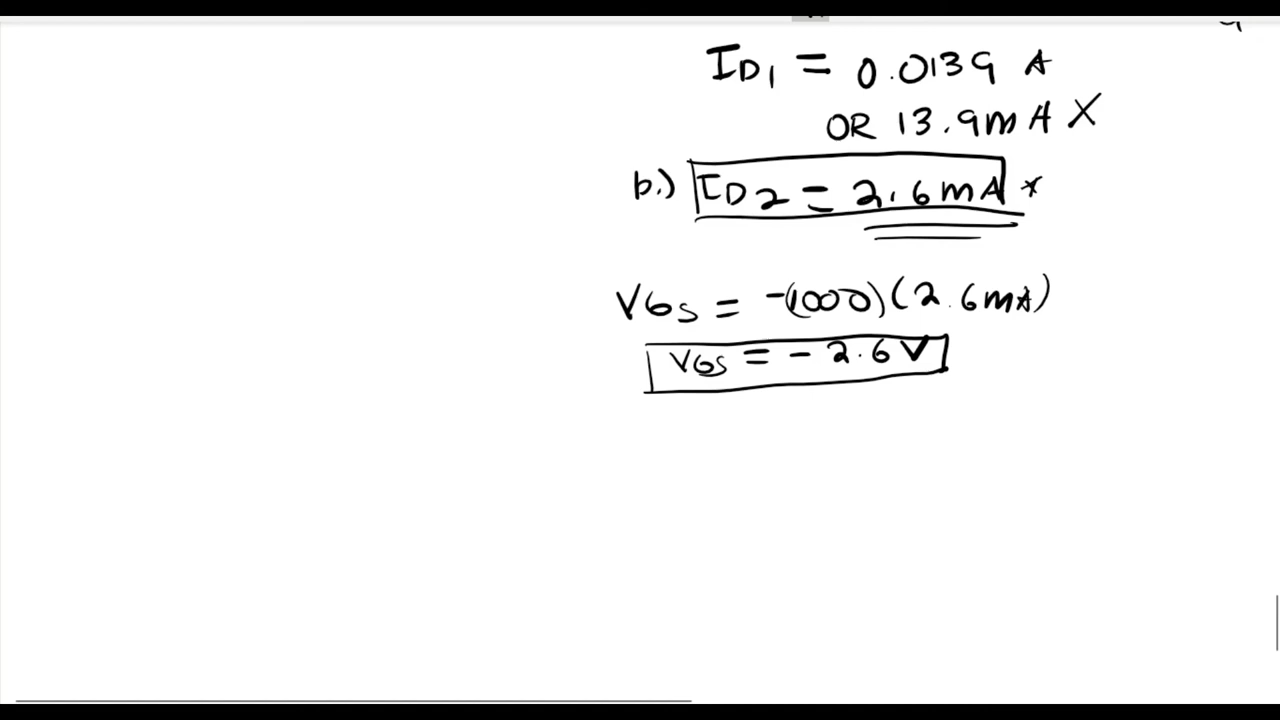 ID1 = 0.0139 A
OR 13.9mA X
b.) ID2 = 2.6mA *
VGS = -(1000)(2.6mA)
VGS = -2.6V